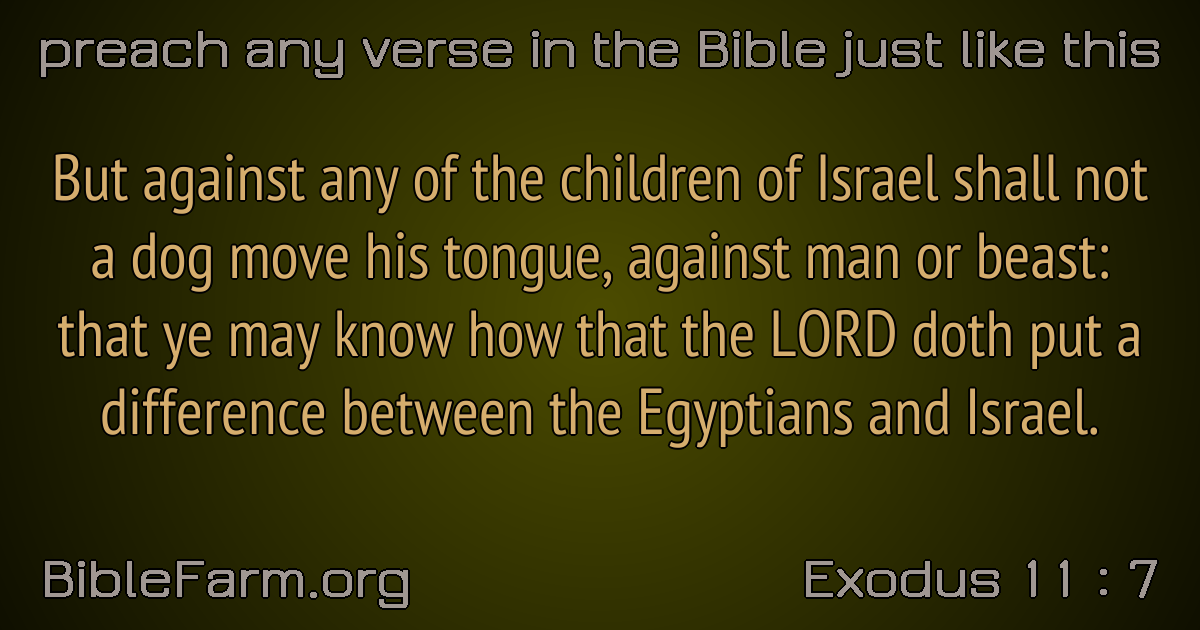 preach any verse in the Bible just like this
But against any of the children of Israel shall not
a dog move his tongue, against man or beast:
that ye may know how that the LORD doth put a
difference between the Egyptians and Israel.
BibleFarm.org
Exodus 11 : 7